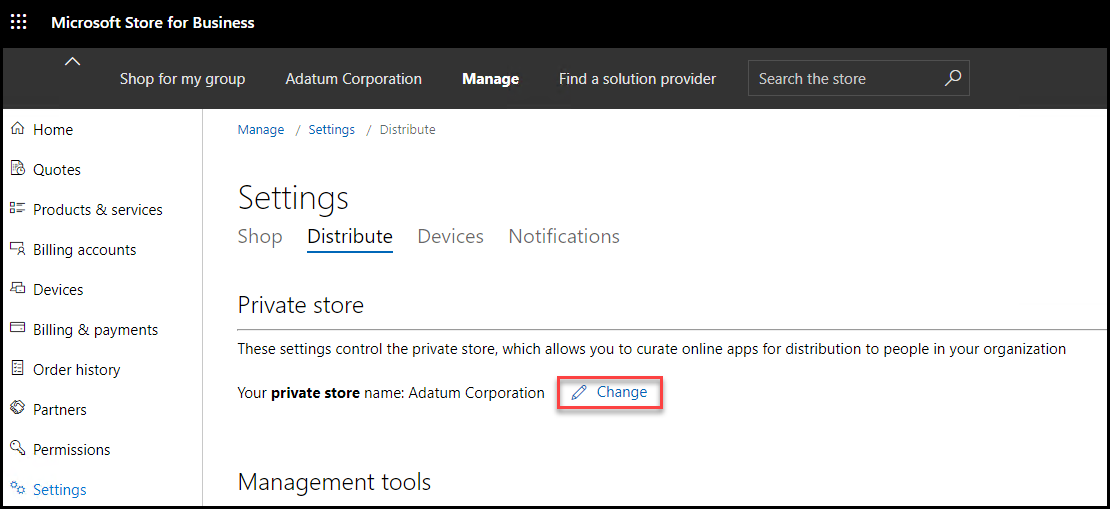 Microsoft Store for Business
Shop for my group Adatum Corporation Manage Find a solution provider Search the store
Home
Quotes
Products & services
Billing accounts
Devices
Billing & payments
Order history
Partners
Permissions
Settings
Manage / Settings / Distribute
Settings
Shop Distribute Devices Notifications
Private store
These settings control the private store, which allows you to curate online apps for distribution to people in your organization
Your private store name: Adatum Corporation Change
Management tools